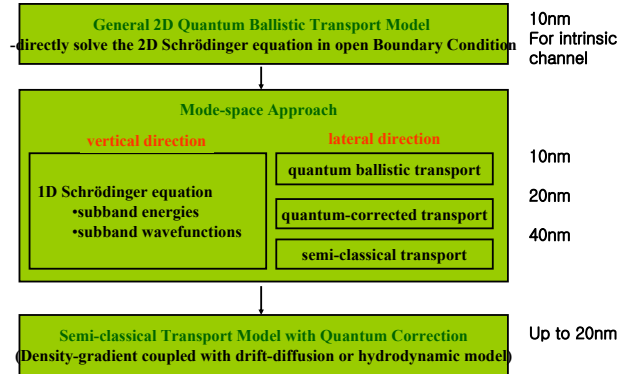 General 2D Quantum Ballistic Transport Model
-directly solve the 2D Schrödinger equation in open Boundary Condition
10nm
For intrinsic
channel
Mode-space Approach
vertical direction
lateral direction
1D Schrödinger equation
•subband energies
•subband wavefunctions
quantum ballistic transport
quantum-corrected transport
semi-classical transport
10nm
20nm
40nm
Semi-classical Transport Model with Quantum Correction
(Density-gradient coupled with drift-diffusion or hydrodynamic model)
Up to 20nm